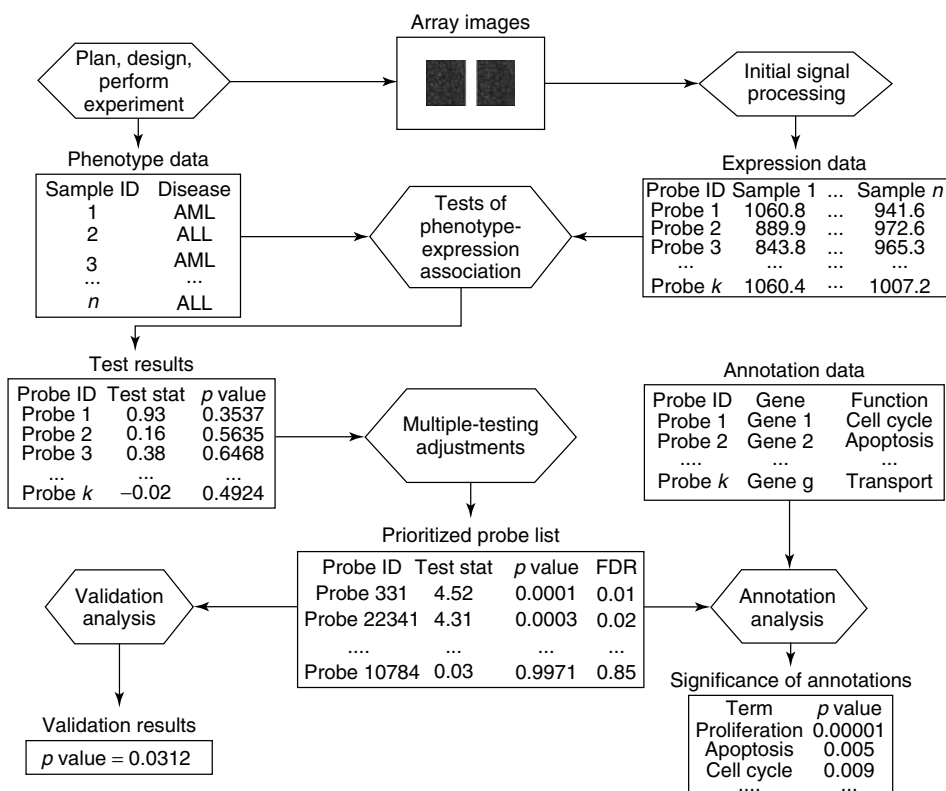 Array images
Plan, design,
perform
experiment
Initial signal
processing
Phenotype data
Sample ID Disease
1 AML
2 ALL
3 AML
... ...
n ALL
Tests of
phenotype-
expression
association
Expression data
Probe ID Sample 1 ... Sample n
Probe 1 1060.8 ... 941.6
Probe 2 889.9 ... 972.6
Probe 3 843.8 ... 965.3
... ... ... ...
Probe k 1060.4 ... 1007.2
Test results
Probe ID Test stat p value
Probe 1 0.93 0.3537
Probe 2 0.16 0.5635
Probe 3 0.38 0.6468
... ... ...
Probe k −0.02 0.4924
Multiple-testing
adjustments
Annotation data
Probe ID Gene Function
Probe 1 Gene 1 Cell cycle
Probe 2 Gene 2 Apoptosis
.... ... ...
Probe k Gene g Transport
Prioritized probe list
Probe ID Test stat p value FDR
Probe 331 4.52 0.0001 0.01
Probe 22341 4.31 0.0003 0.02
.... ... ... ...
Probe 10784 0.03 0.9971 0.85
Validation
analysis
Annotation
analysis
Validation results
p value = 0.0312
Significance of annotations
Term p value
Proliferation 0.00001
Apoptosis 0.005
Cell cycle 0.009
.... ...